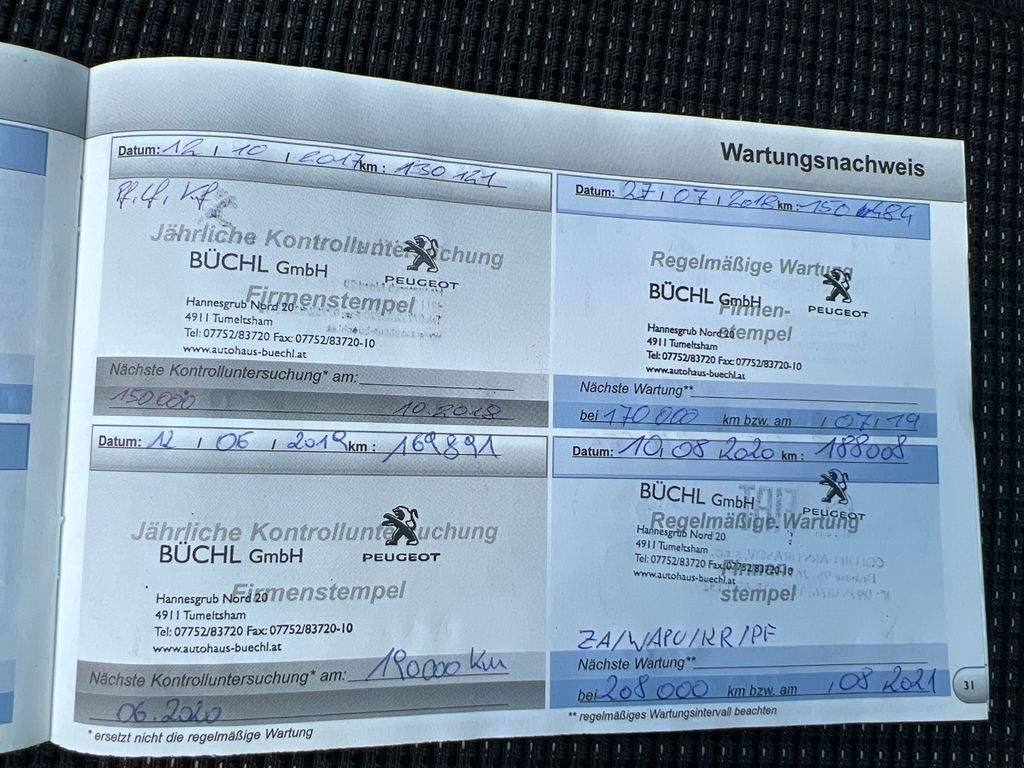 Wartungsnachweis
Datum: 12 / 10 / 2017 km: 130 121
Jährliche Kontrolluntersuchung
BÜCHL GmbH
PEUGEOT
Firmenstempel
Hannesgrub Nord 20
4911 Tumeltsham
Tel: 07752/83720 Fax: 07752/83720-10
www.autohaus-buechl.at
Nächste Kontrolluntersuchung* am:
150000 10.2018
Datum: 27 / 07 / 2018 km: 150 484
Regelmäßige Wartung
BÜCHL GmbH
PEUGEOT
Firmen-
stempel
Hannesgrub Nord 20
4911 Tumeltsham
Tel: 07752/83720 Fax: 07752/83720-10
www.autohaus-buechl.at
Nächste Wartung**
bei 170 000 km bzw. am / 07 / 19
Datum: 12 / 06 / 2019 km: 169891
Jährliche Kontrolluntersuchung
BÜCHL GmbH
PEUGEOT
Firmenstempel
Hannesgrub Nord 20
4911 Tumeltsham
Tel: 07752/83720 Fax: 07752/83720-10
www.autohaus-buechl.at
Nächste Kontrolluntersuchung* am: 190000 Km
06.2020
* ersetzt nicht die regelmäßige Wartung
Datum: 10 / 08 / 2020 km: 188008
BÜCHL GmbH
PEUGEOT
Regelmäßige Wartung
Hannesgrub Nord 20
4911 Tumeltsham
Tel: 07752/83720 Fax: 07752/83720-10
www.autohaus-buechl.at
Firmen-
stempel
ZA/WAPU/KR/PF
Nächste Wartung**
bei 208 000 km bzw. am / 08 / 2021
** regelmäßiges Wartungsintervall beachten
31